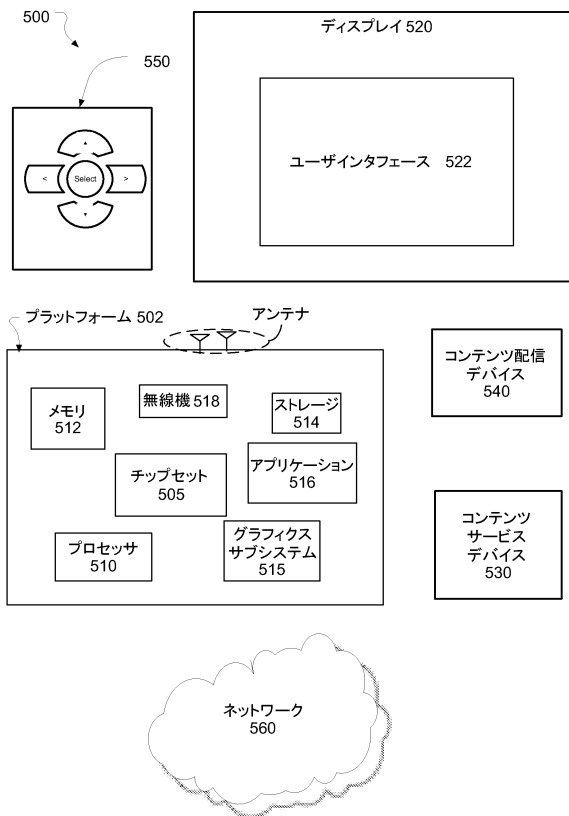 500
550
ディスプレイ 520
ユーザインタフェース 522
▲
<
Select
>
▼
プラットフォーム 502
アンテナ
メモリ
512
無線機 518
ストレージ
514
チップセット
505
アプリケーション
516
プロセッサ
510
グラフィクス
サブシステム
515
コンテンツ配信
デバイス
540
コンテンツ
サービス
デバイス
530
ネットワーク
560